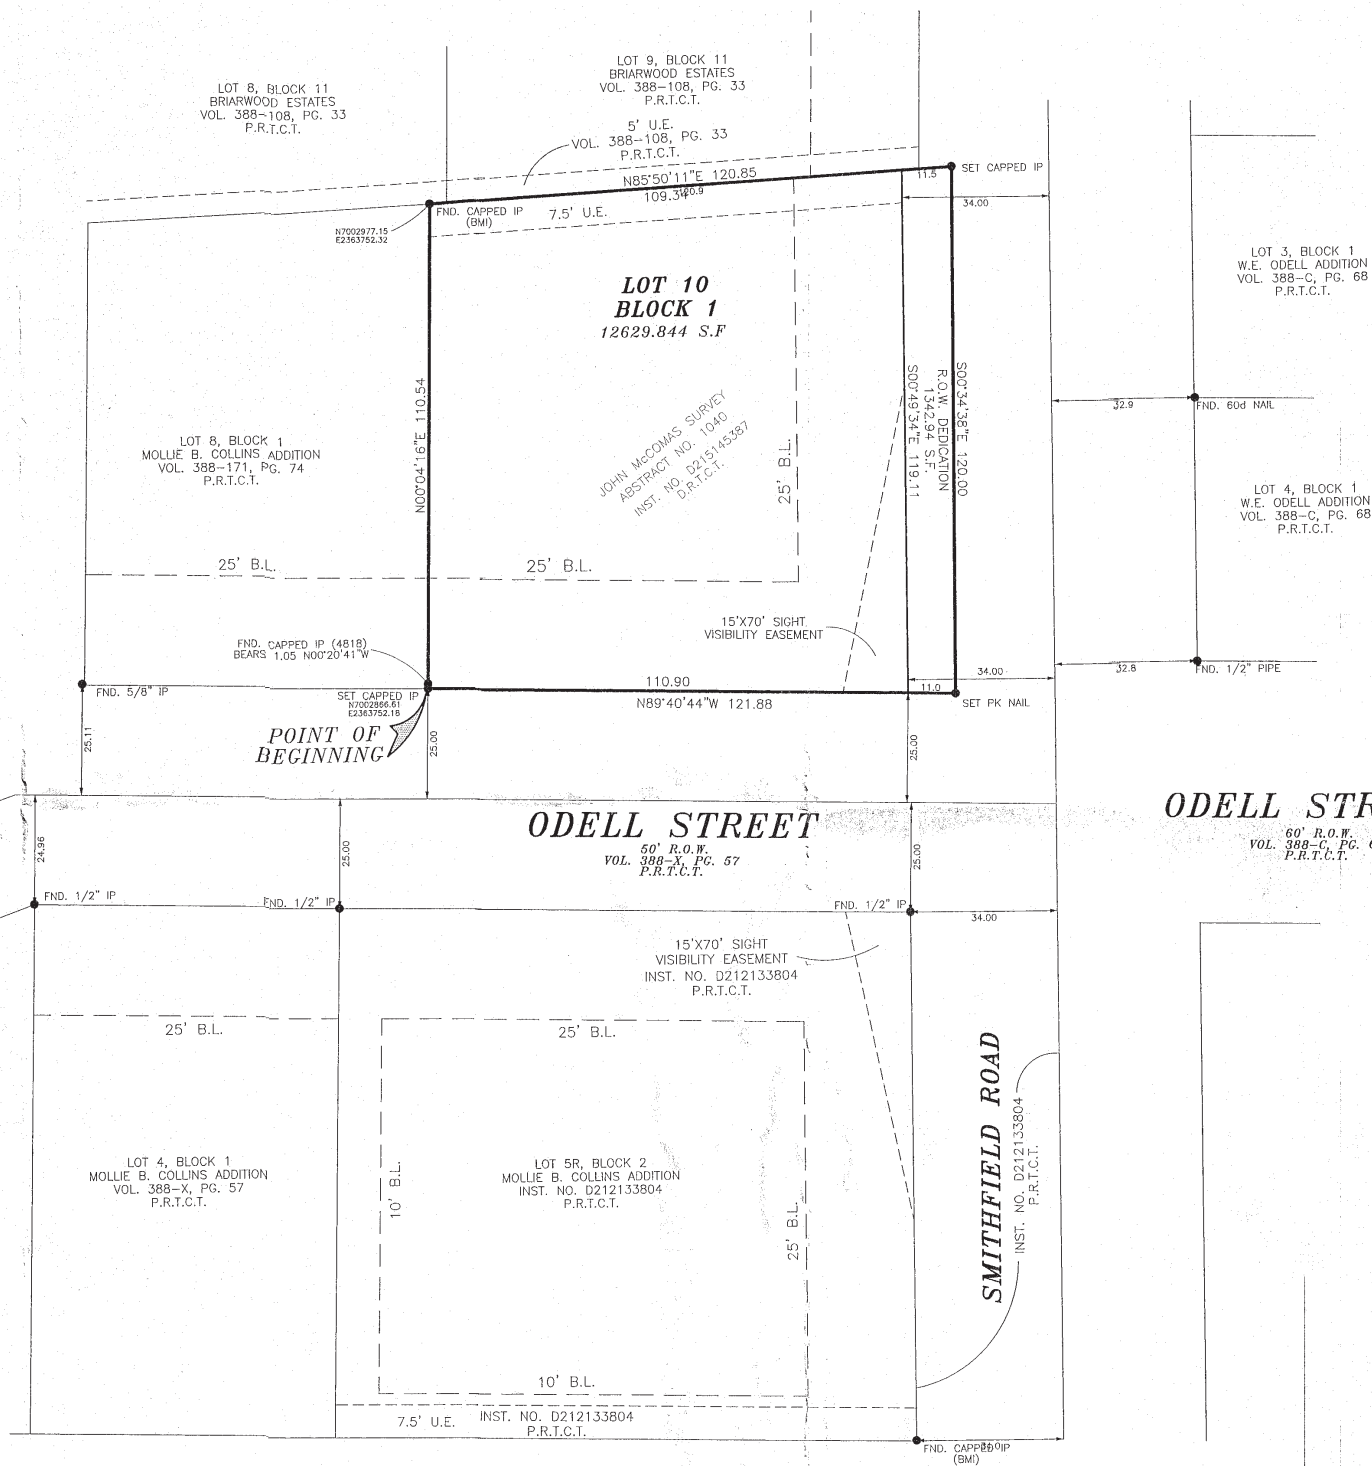 LOT 8, BLOCK 11
BRIARWOOD ESTATES
VOL. 388-108, PG. 33
P.R.T.C.T.
LOT 9, BLOCK 11
BRIARWOOD ESTATES
VOL. 388-108, PG. 33
P.R.T.C.T.
5' U.E.
VOL. 388-108, PG. 33
P.R.T.C.T.
N85°50'11"E 120.85
109.34
120.9
11.5
SET CAPPED IP
34.00
FND. CAPPED IP
(BMI)
7.5' U.E.
N7002977.15
E2363752.32
LOT 10
BLOCK 1
12629.844 S.F
LOT 3, BLOCK 1
W.E. ODELL ADDITION
VOL. 388-C, PG. 68
P.R.T.C.T.
N00°04'16"E 110.54
JOHN McCOMAS SURVEY
ABSTRACT NO. 1040
INST. NO. D215145387
D.R.T.C.T.
25' B.L.
S00°34'38"E 120.00
R.O.W. DEDICATION
1342.94 S.F.
S00°49'34"E 119.11
32.9
FND. 60d NAIL
LOT 8, BLOCK 1
MOLLIE B. COLLINS ADDITION
VOL. 388-171, PG. 74
P.R.T.C.T.
LOT 4, BLOCK 1
W.E. ODELL ADDITION
VOL. 388-C, PG. 68
P.R.T.C.T.
25' B.L.
25' B.L.
15'X70' SIGHT
VISIBILITY EASEMENT
FND. CAPPED IP (4818)
BEARS 1.05 N00°20'41"W
FND. 5/8" IP
SET CAPPED IP
N7002866.61
E2363752.18
110.90
N89°40'44"W 121.88
34.00
11.0
SET PK NAIL
32.8
FND. 1/2" PIPE
POINT OF
BEGINNING
25.11
25.00
25.00
ODELL STREET
50' R.O.W.
VOL. 388-X, PG. 57
P.R.T.C.T.
ODELL STR
60' R.O.W.
VOL. 388-C, PG. 6
P.R.T.C.T.
24.96
25.00
25.00
FND. 1/2" IP
FND. 1/2" IP
FND. 1/2" IP
34.00
15'X70' SIGHT
VISIBILITY EASEMENT
INST. NO. D212133804
P.R.T.C.T.
25' B.L.
25' B.L.
SMITHFIELD ROAD
INST. NO. D212133804
P.R.T.C.T.
LOT 4, BLOCK 1
MOLLIE B. COLLINS ADDITION
VOL. 388-X, PG. 57
P.R.T.C.T.
10' B.L.
LOT 5R, BLOCK 2
MOLLIE B. COLLINS ADDITION
INST. NO. D212133804
P.R.T.C.T.
25' B.L.
10' B.L.
7.5' U.E.
INST. NO. D212133804
P.R.T.C.T.
FND. CAPPED IP
(BMI)